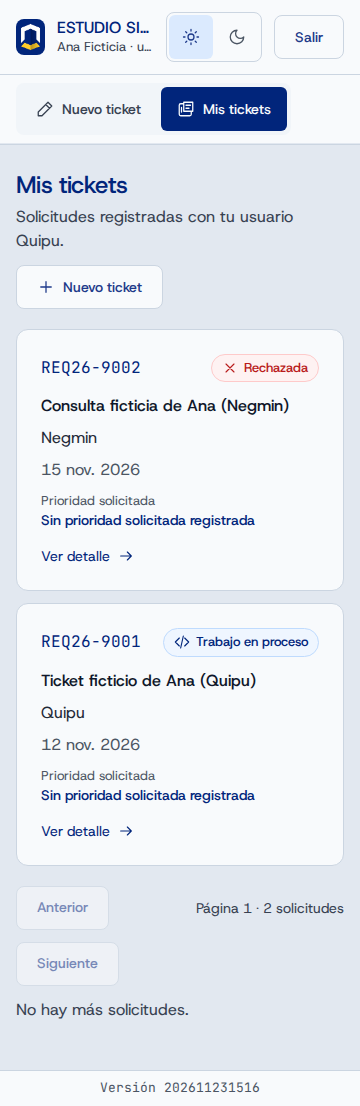 ESTUDIO SI...
Ana Ficticia · u...
Salir
Nuevo ticket
Mis tickets
Mis tickets
Solicitudes registradas con tu usuario
Quipu.
Nuevo ticket
REQ26-9002
Rechazada
Consulta ficticia de Ana (Negmin)
Negmin
15 nov. 2026
Prioridad solicitada
Sin prioridad solicitada registrada
Ver detalle
REQ26-9001
Trabajo en proceso
Ticket ficticio de Ana (Quipu)
Quipu
12 nov. 2026
Prioridad solicitada
Sin prioridad solicitada registrada
Ver detalle
Anterior
Página 1 · 2 solicitudes
Siguiente
No hay más solicitudes.
Versión 202611231516